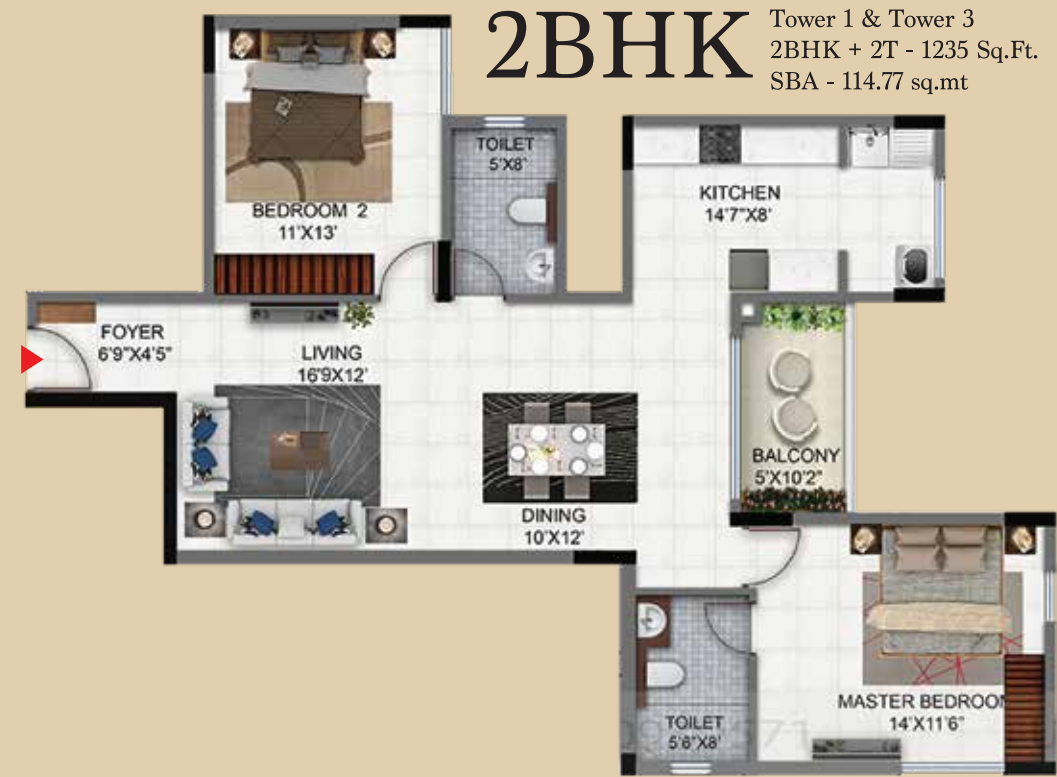 2BHK
Tower 1 & Tower 3
2BHK + 2T - 1235 Sq.Ft.
SBA - 114.77 sq.mt
TOILET
5'X8'
BEDROOM 2
11'X13'
KITCHEN
14'7"X8'
FOYER
6'9"X4'5"
LIVING
16'9X12'
BALCONY
5'X10'2"
DINING
10'X12'
MASTER BEDROOM
14'X11'6"
TOILET
5'6"X8'